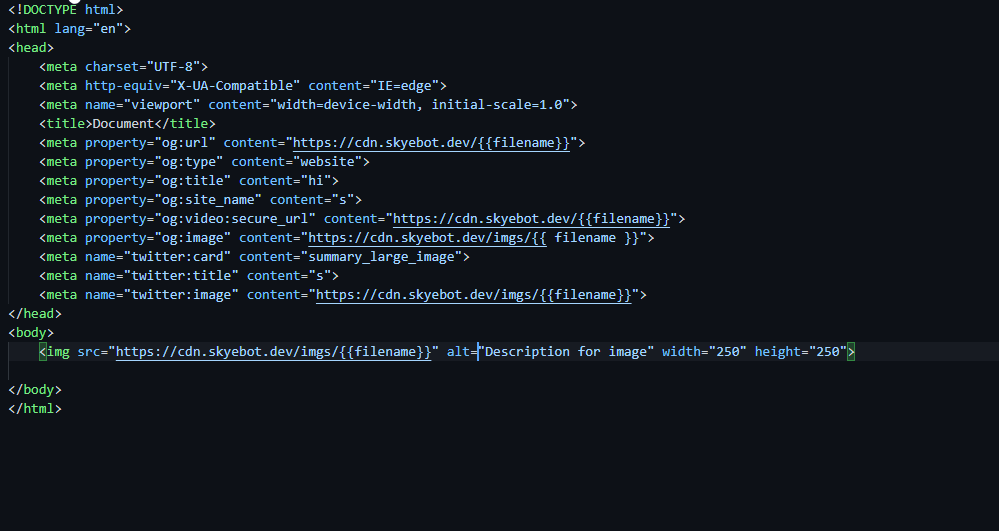 <!DOCTYPE html>
<html lang="en">
<head>
    <meta charset="UTF-8">
    <meta http-equiv="X-UA-Compatible" content="IE=edge">
    <meta name="viewport" content="width=device-width, initial-scale=1.0">
    <title>Document</title>
    <meta property="og:url" content="https://cdn.skyebot.dev/{{filename}}">
    <meta property="og:type" content="website">
    <meta property="og:title" content="hi">
    <meta property="og:site_name" content="s">
    <meta property="og:video:secure_url" content="https://cdn.skyebot.dev/{{filename}}">
    <meta property="og:image" content="https://cdn.skyebot.dev/imgs/{{ filename }}">
    <meta name="twitter:card" content="summary_large_image">
    <meta name="twitter:title" content="s">
    <meta name="twitter:image" content="https://cdn.skyebot.dev/imgs/{{filename}}">
</head>
<body>
    <img src="https://cdn.skyebot.dev/imgs/{{filename}}" alt="Description for image" width="250" height="250">
</body>
</html>